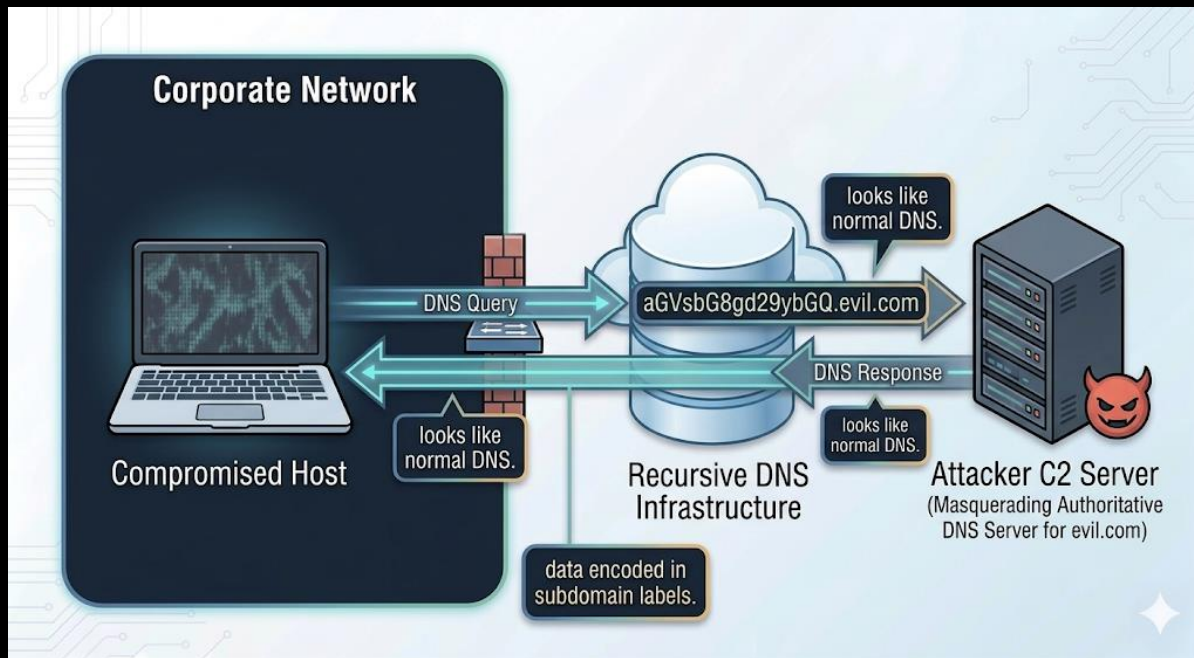 Corporate Network
looks like
normal DNS.
DNS Query
aGVsbG8gd29ybGQ.evil.com
DNS Response
looks like
normal DNS.
looks like
normal DNS.
Compromised Host
Recursive DNS
Infrastructure
Attacker C2 Server
(Masquerading Authoritative
DNS Server for evil.com)
data encoded in
subdomain labels.